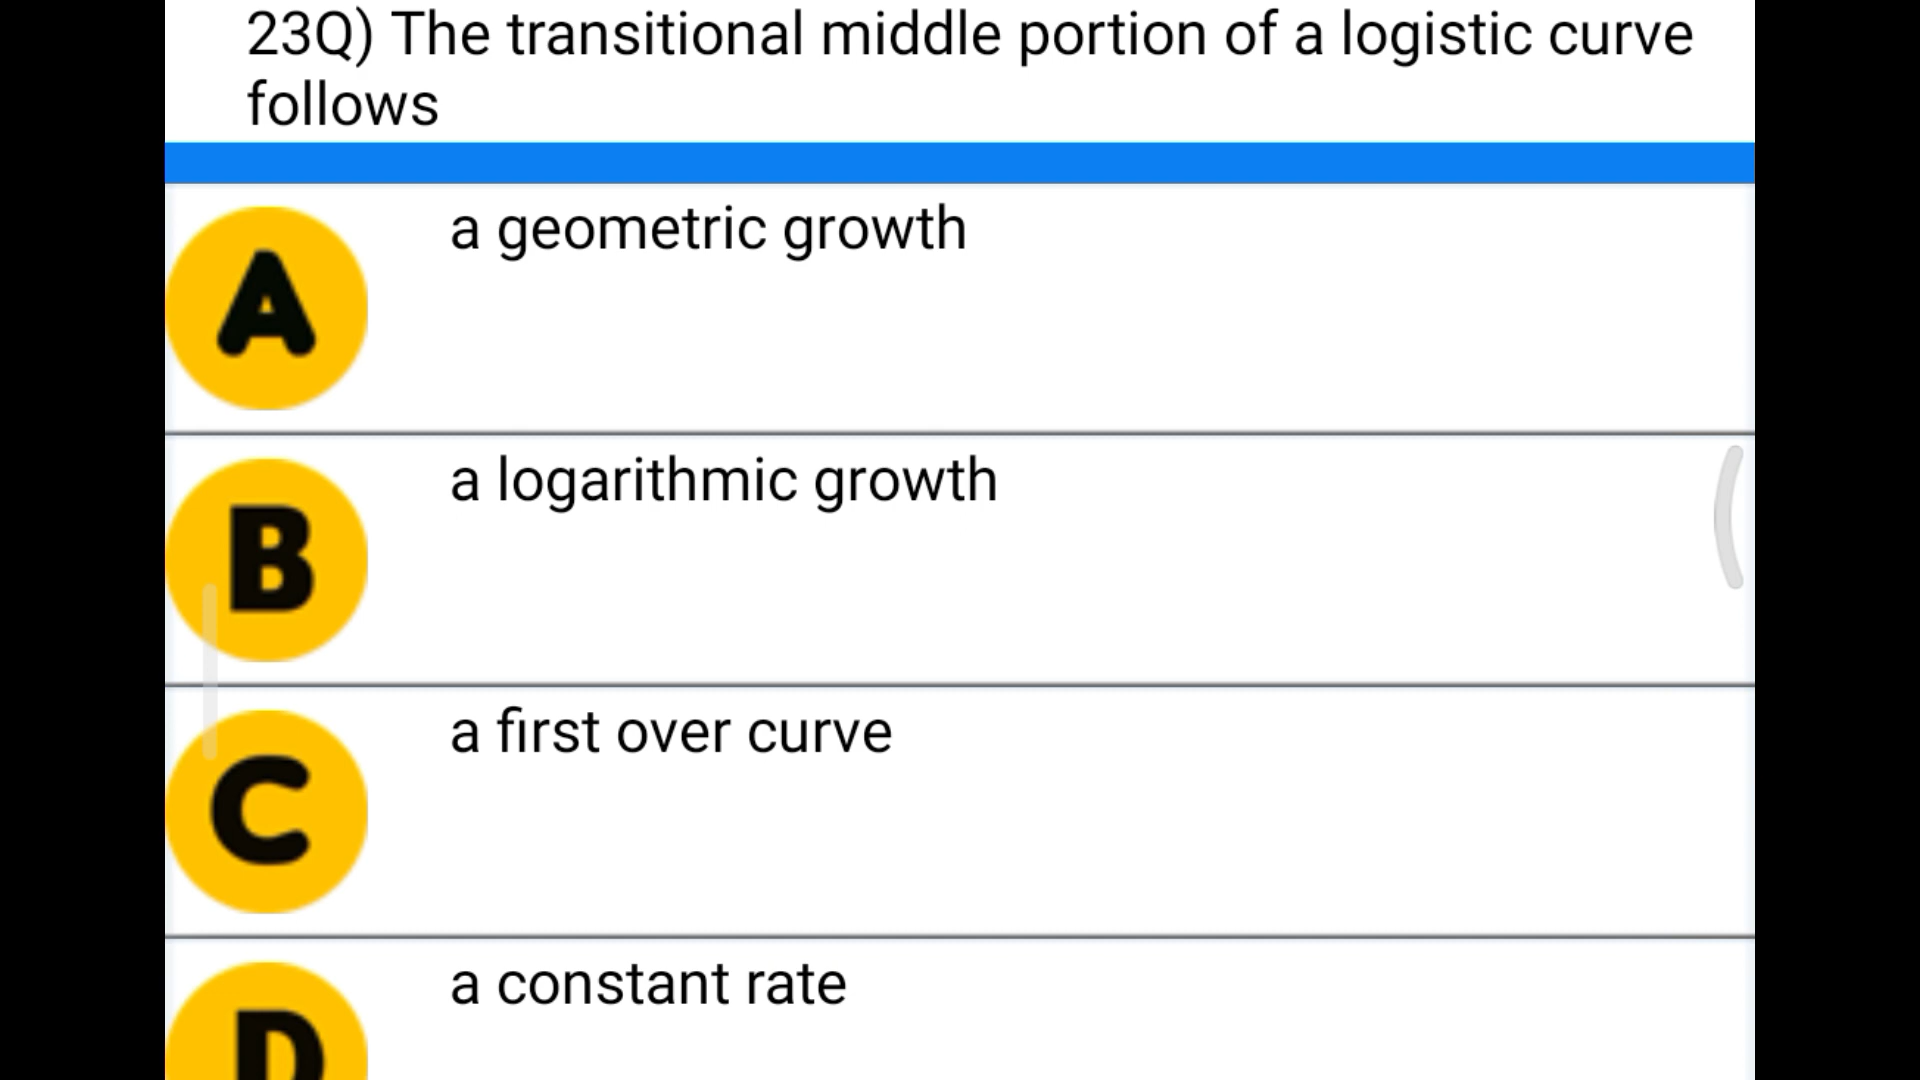 23Q) The transitional middle portion of a logistic curve
follows
A
a geometric growth
B
a logarithmic growth
C
a first over curve
D
a constant rate